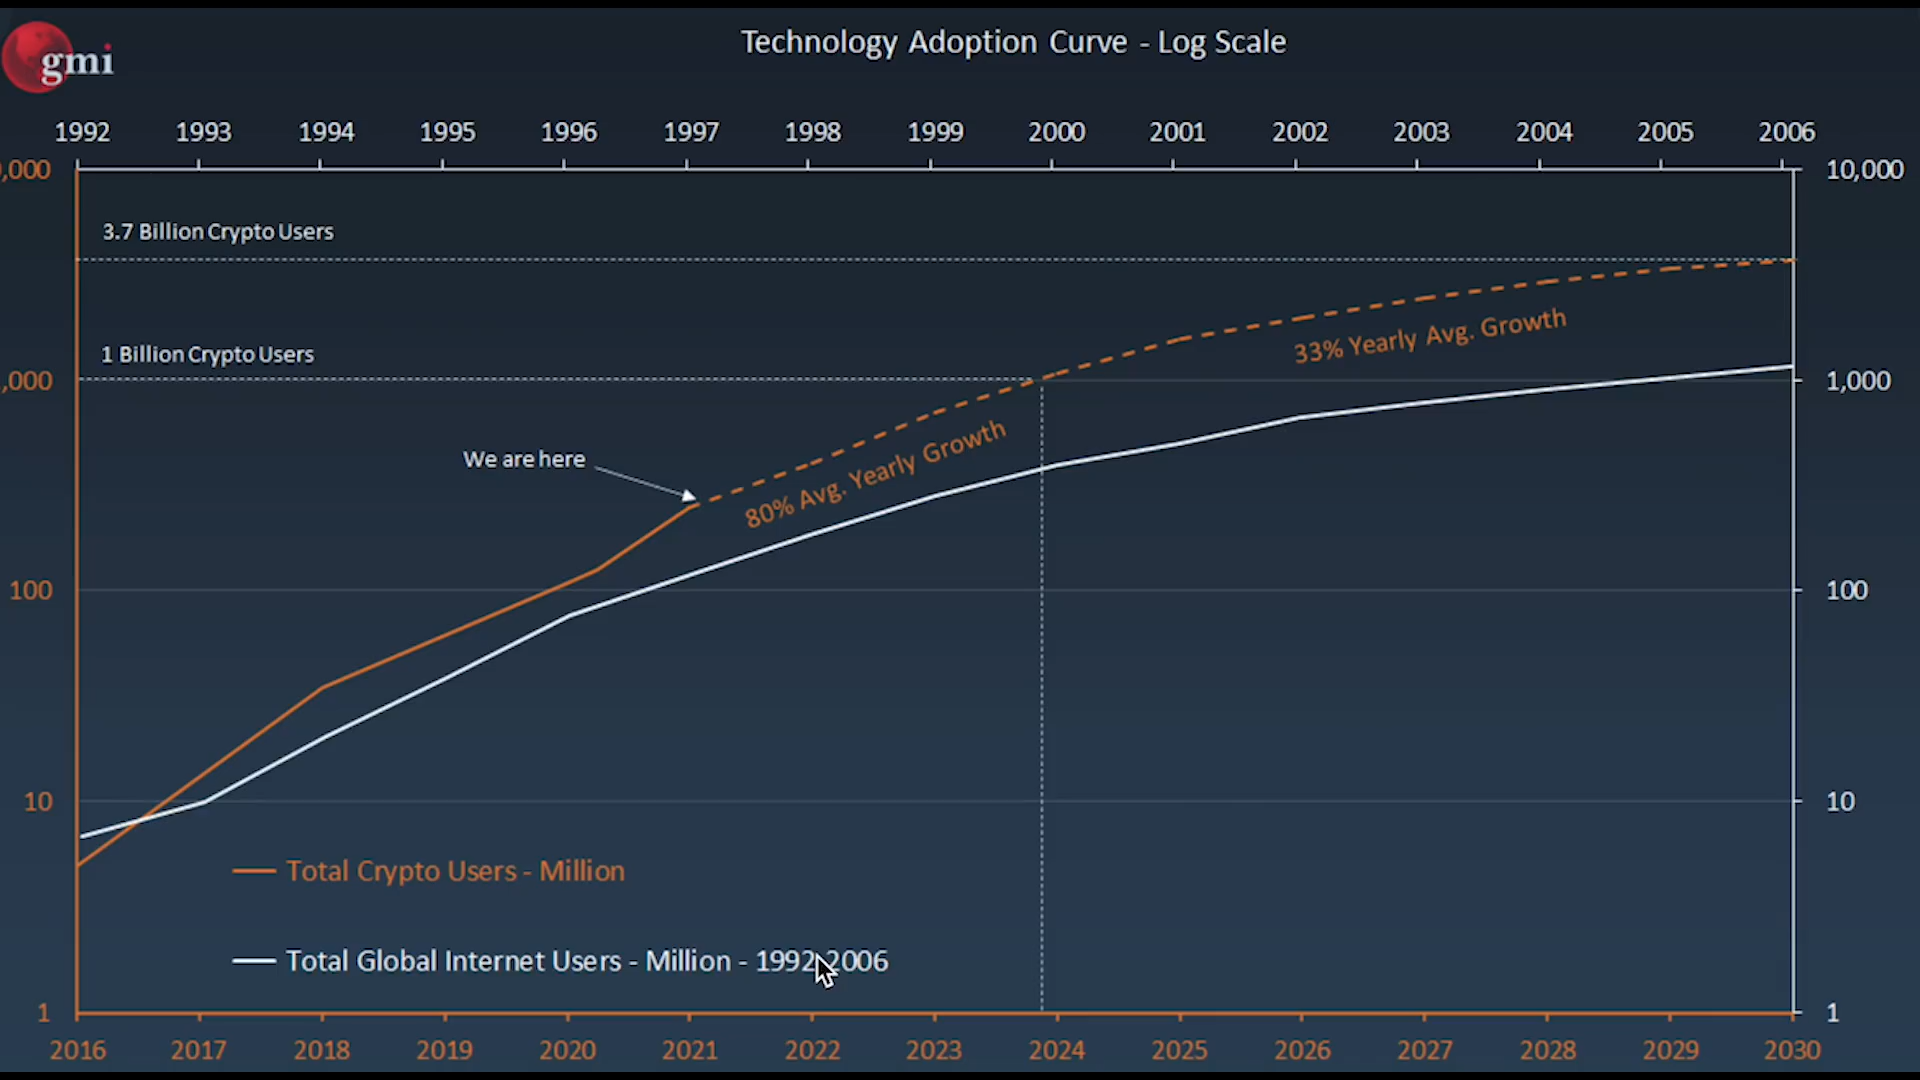 gmi
Technology Adoption Curve - Log Scale
1992 1993 1994 1995 1996 1997 1998 1999 2000 2001 2002 2003 2004 2005 2006
,000 10,000
3.7 Billion Crypto Users
33% Yearly Avg. Growth
1 Billion Crypto Users
,000 1,000
80% Avg. Yearly Growth
We are here
100 100
10 10
Total Crypto Users - Million
Total Global Internet Users - Million - 1992-2006
1 1
2016 2017 2018 2019 2020 2021 2022 2023 2024 2025 2026 2027 2028 2029 2030